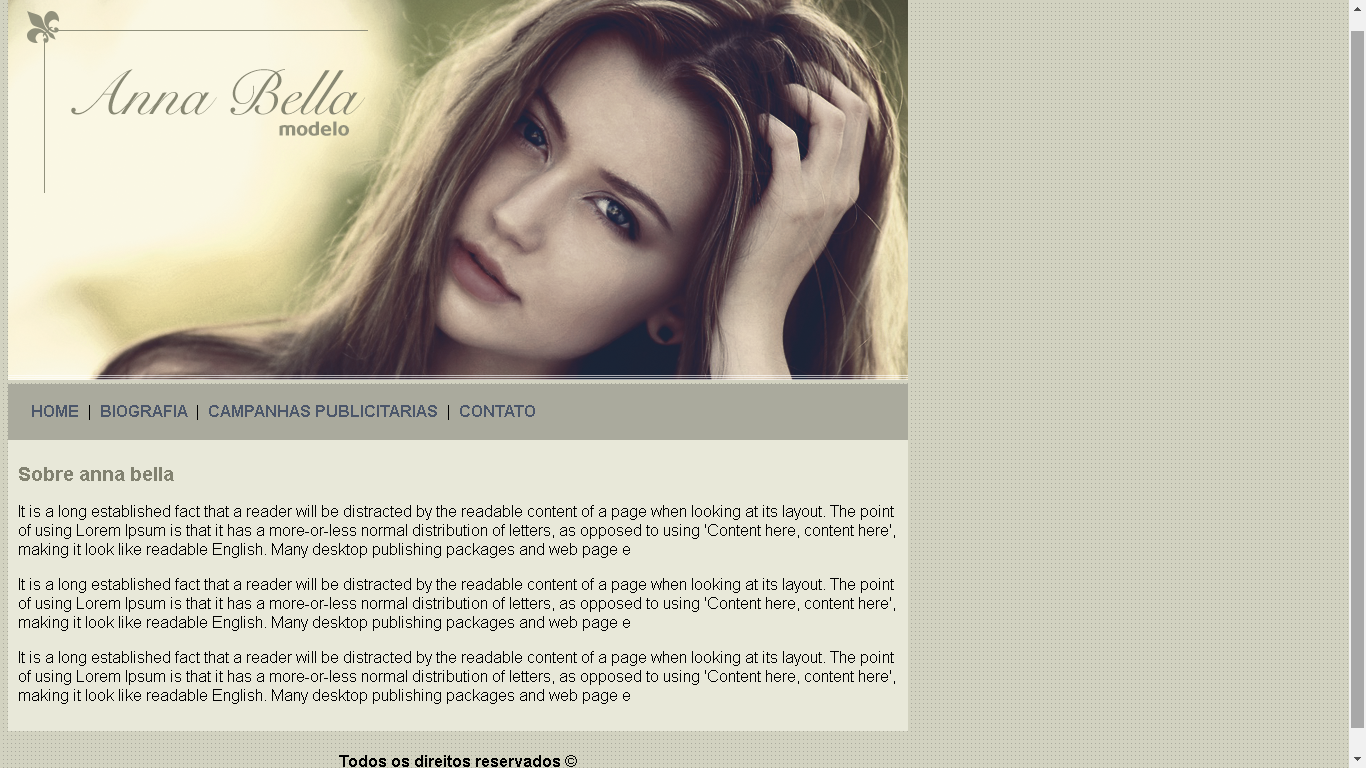 Anna Bella
modelo
HOME | BIOGRAFIA | CAMPANHAS PUBLICITARIAS | CONTATO
Sobre anna bella
It is a long established fact that a reader will be distracted by the readable content of a page when looking at its layout. The point
of using Lorem Ipsum is that it has a more-or-less normal distribution of letters, as opposed to using 'Content here, content here',
making it look like readable English. Many desktop publishing packages and web page e
It is a long established fact that a reader will be distracted by the readable content of a page when looking at its layout. The point
of using Lorem Ipsum is that it has a more-or-less normal distribution of letters, as opposed to using 'Content here, content here',
making it look like readable English. Many desktop publishing packages and web page e
It is a long established fact that a reader will be distracted by the readable content of a page when looking at its layout. The point
of using Lorem Ipsum is that it has a more-or-less normal distribution of letters, as opposed to using 'Content here, content here',
making it look like readable English. Many desktop publishing packages and web page e
Todos os direitos reservados ©